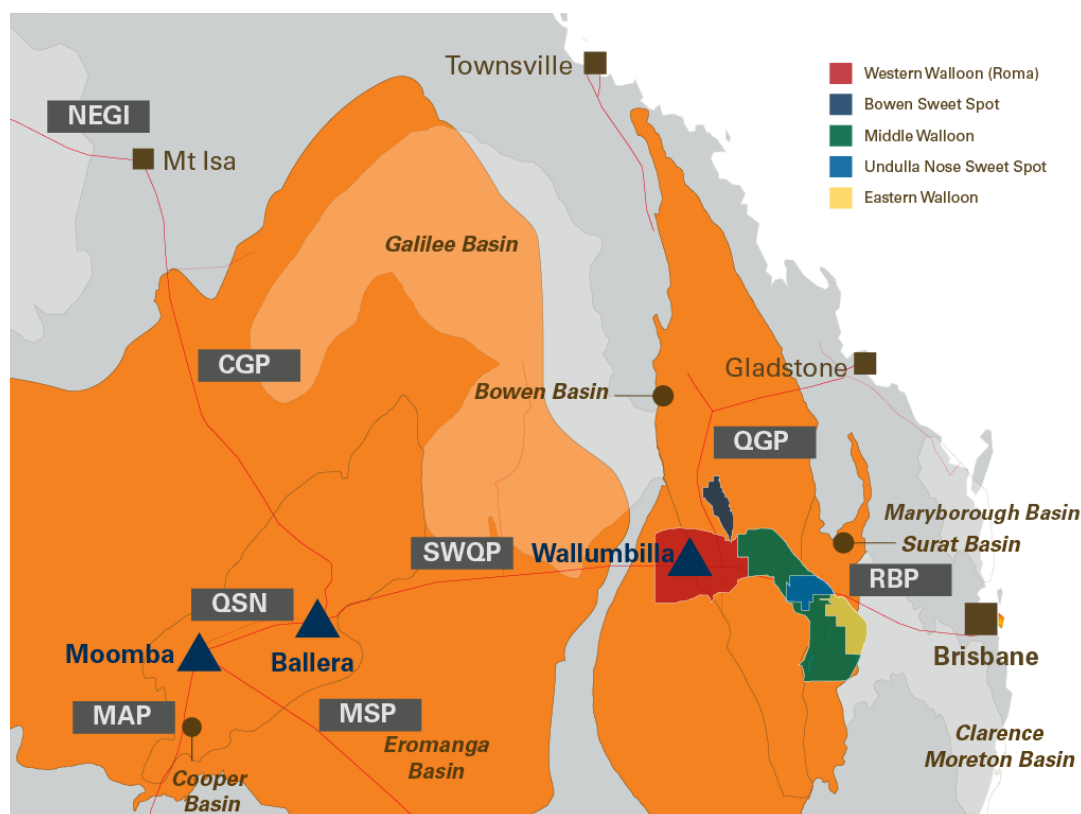 Townsville
Western Walloon (Roma)
Bowen Sweet Spot
Middle Walloon
Undulla Nose Sweet Spot
Eastern Walloon
NEGI
Mt Isa
Galilee Basin
CGP
Gladstone
Bowen Basin
QGP
Maryborough Basin
Surat Basin
SWQP
Wallumbilla
RBP
QSN
Moomba
Ballera
Brisbane
MAP
MSP
Eromanga
Basin
Clarence
Moreton Basin
Cooper
Basin